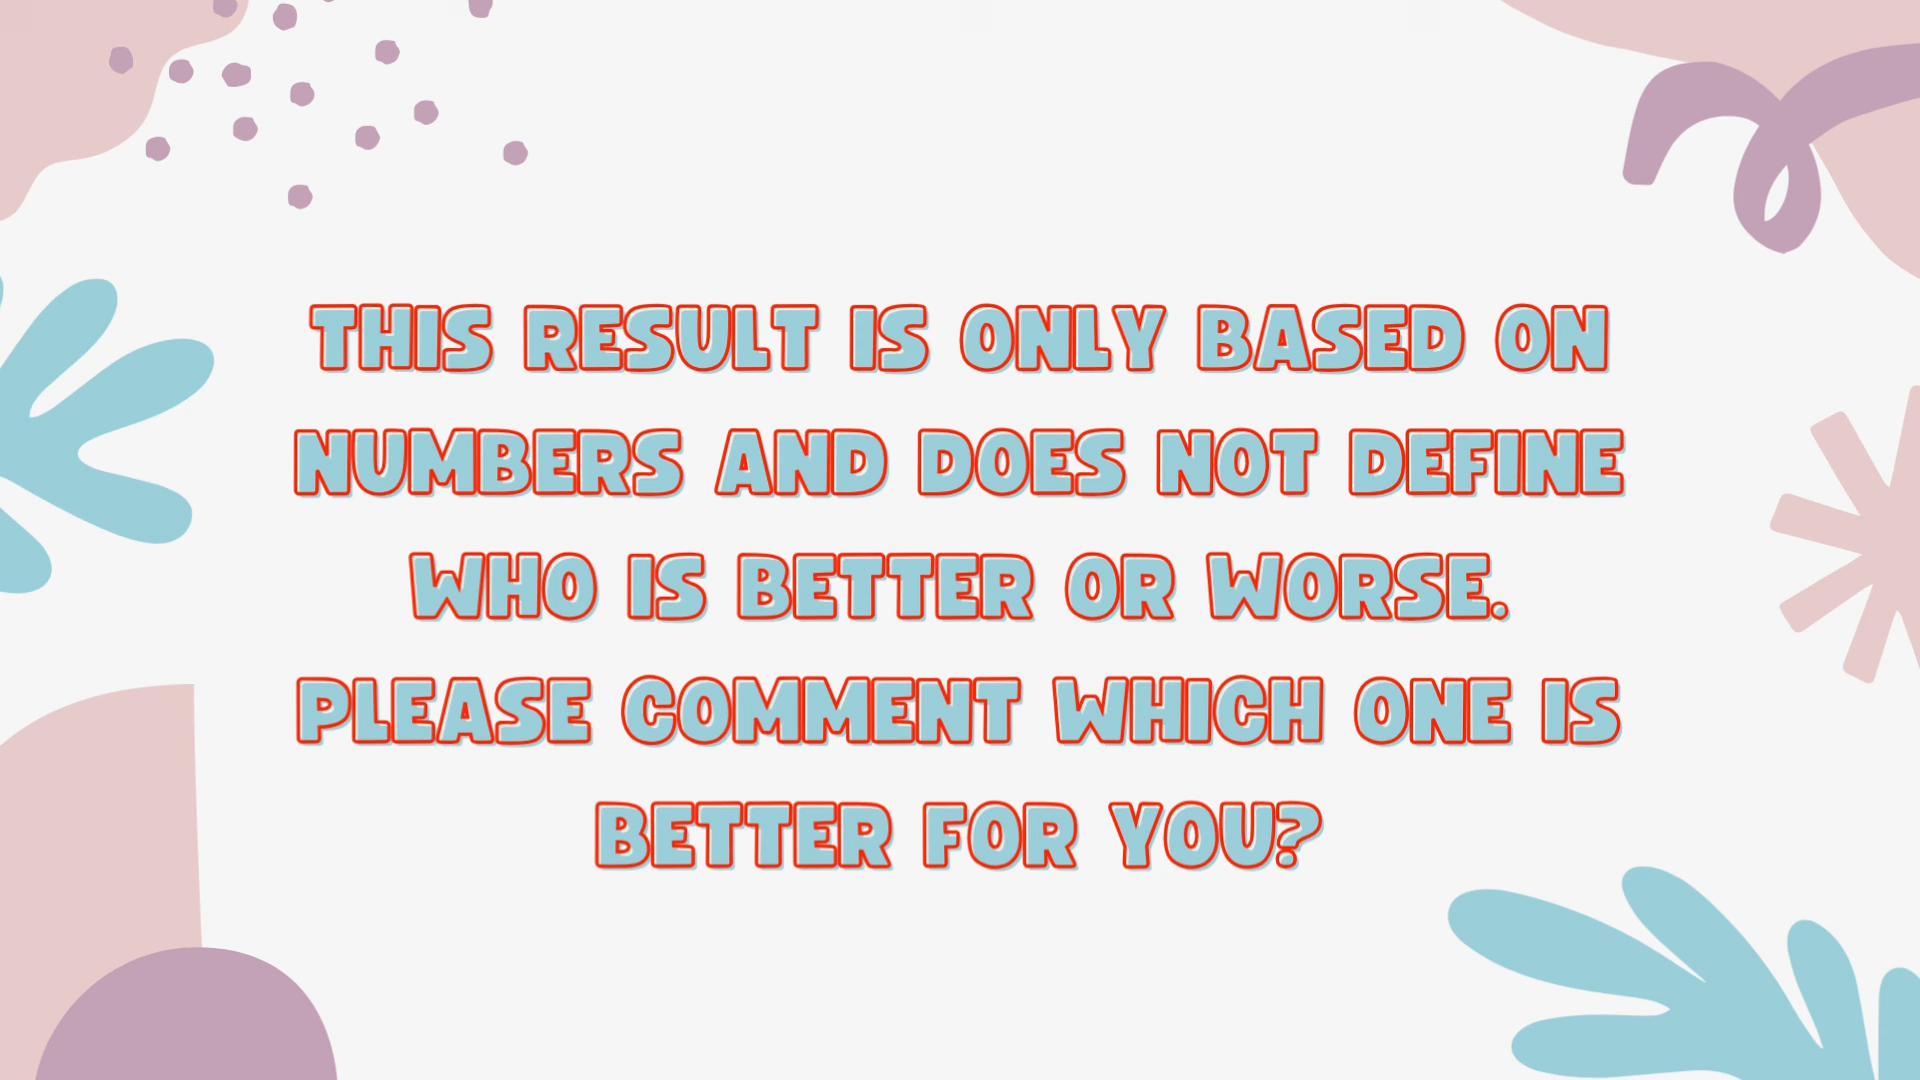 THIS RESULT IS ONLY BASED ON
NUMBERS AND DOES NOT DEFINE
WHO IS BETTER OR WORSE.
PLEASE COMMENT WHICH ONE IS
BETTER FOR YOU?